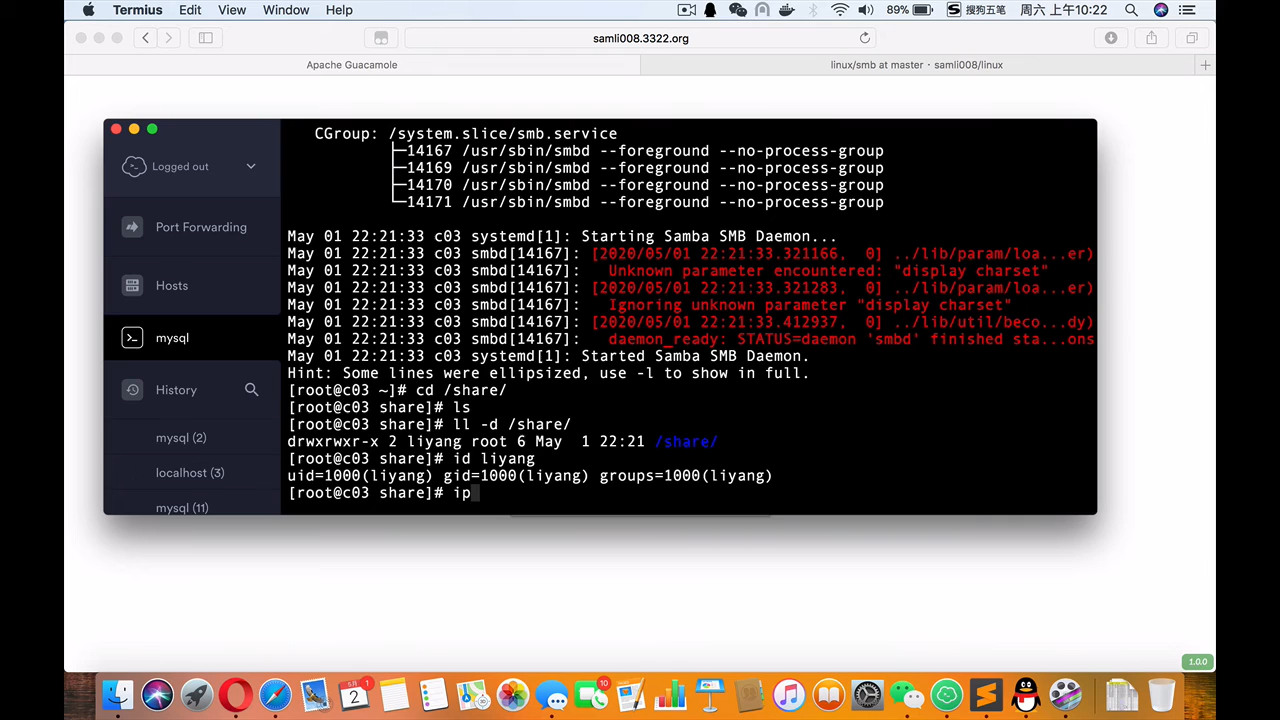 Termius Edit View Window Help 89% 搜狗五笔 周六 上午10:22
samli008.3322.org
Apache Guacamole
linux/smb at master · samli008/linux
Logged out
Port Forwarding
Hosts
mysql
History
mysql (2)
localhost (3)
mysql (11)
CGroup: /system.slice/smb.service
├─14167 /usr/sbin/smbd --foreground --no-process-group
├─14169 /usr/sbin/smbd --foreground --no-process-group
├─14170 /usr/sbin/smbd --foreground --no-process-group
└─14171 /usr/sbin/smbd --foreground --no-process-group
May 01 22:21:33 c03 systemd[1]: Starting Samba SMB Daemon...
May 01 22:21:33 c03 smbd[14167]: [2020/05/01 22:21:33.321166,  0] ../lib/param/loa...er)
May 01 22:21:33 c03 smbd[14167]:   Unknown parameter encountered: "display charset"
May 01 22:21:33 c03 smbd[14167]: [2020/05/01 22:21:33.321283,  0] ../lib/param/loa...er)
May 01 22:21:33 c03 smbd[14167]:   Ignoring unknown parameter "display charset"
May 01 22:21:33 c03 smbd[14167]: [2020/05/01 22:21:33.412937,  0] ../lib/util/beco...dy)
May 01 22:21:33 c03 smbd[14167]:   daemon_ready: STATUS=daemon 'smbd' finished sta...ons
May 01 22:21:33 c03 systemd[1]: Started Samba SMB Daemon.
Hint: Some lines were ellipsized, use -l to show in full.
[root@c03 ~]# cd /share/
[root@c03 share]# ls
[root@c03 share]# ll -d /share/
drwxrwxr-x 2 liyang root 6 May  1 22:21 /share/
[root@c03 share]# id liyang
uid=1000(liyang) gid=1000(liyang) groups=1000(liyang)
[root@c03 share]# ip
1.0.0
2
1
10